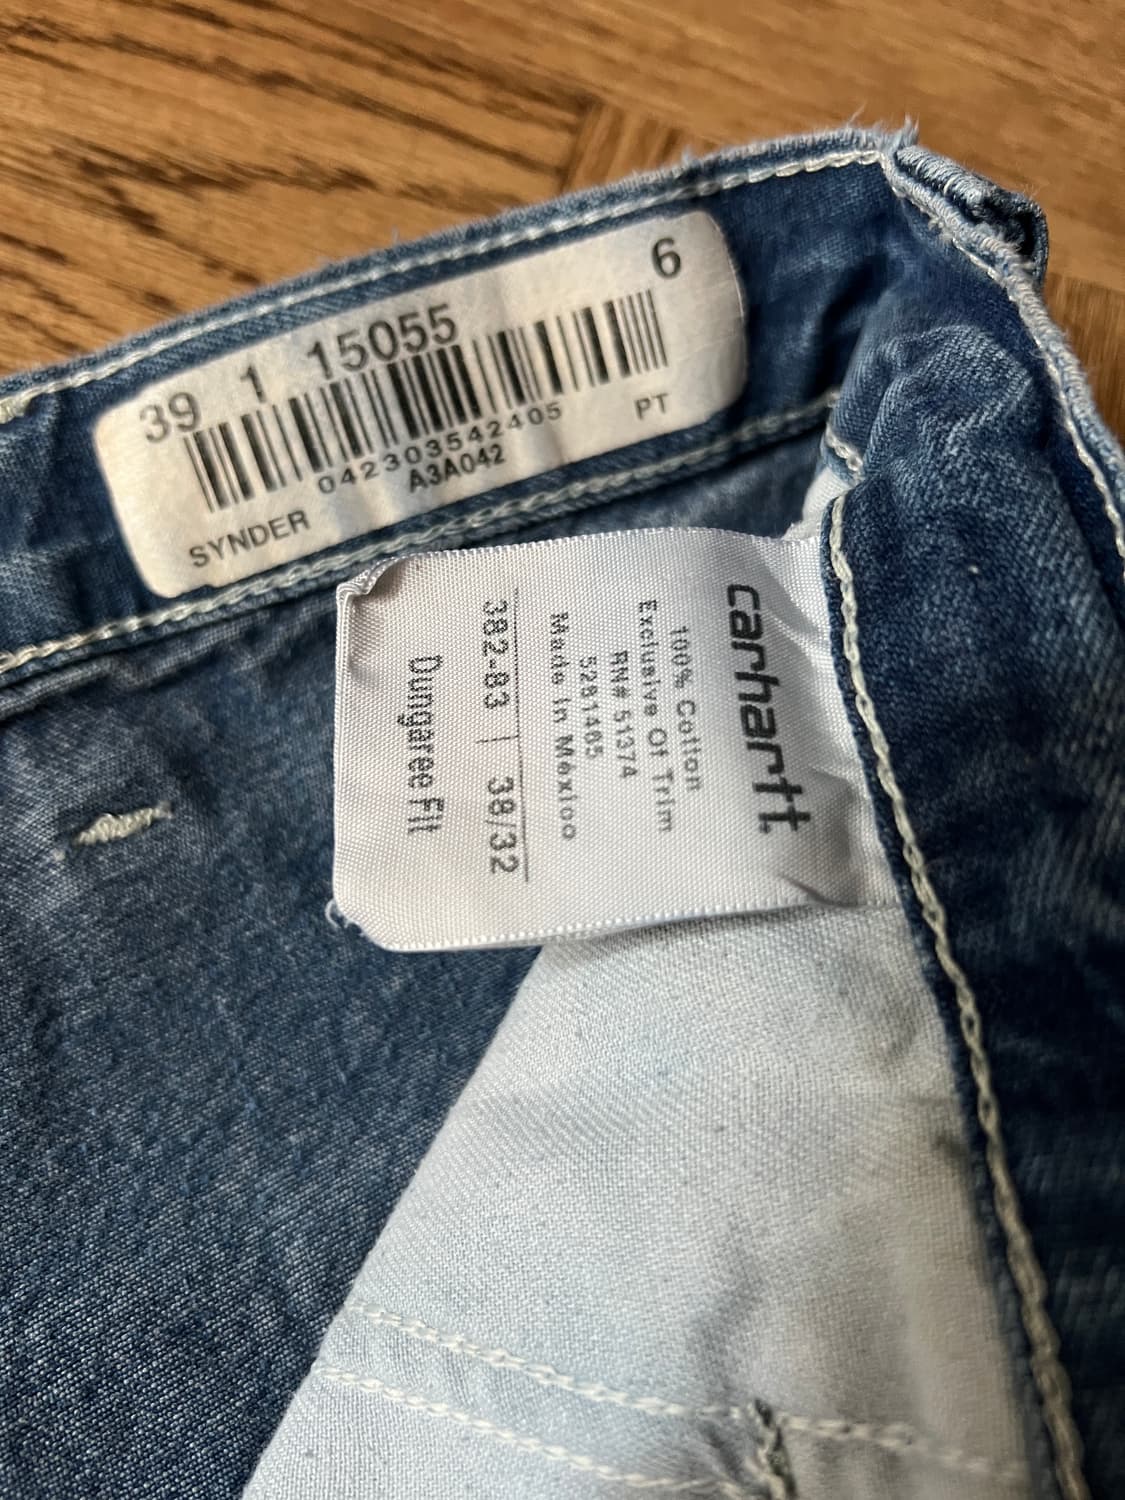 39 1 15055 6
042303542405
A3A042
SYNDER PT
carhartt
100% Cotton
Exclusive Of Trim
RN# 51374
5281465
Made In Mexico
382-83 | 38/32
Dungaree Fit